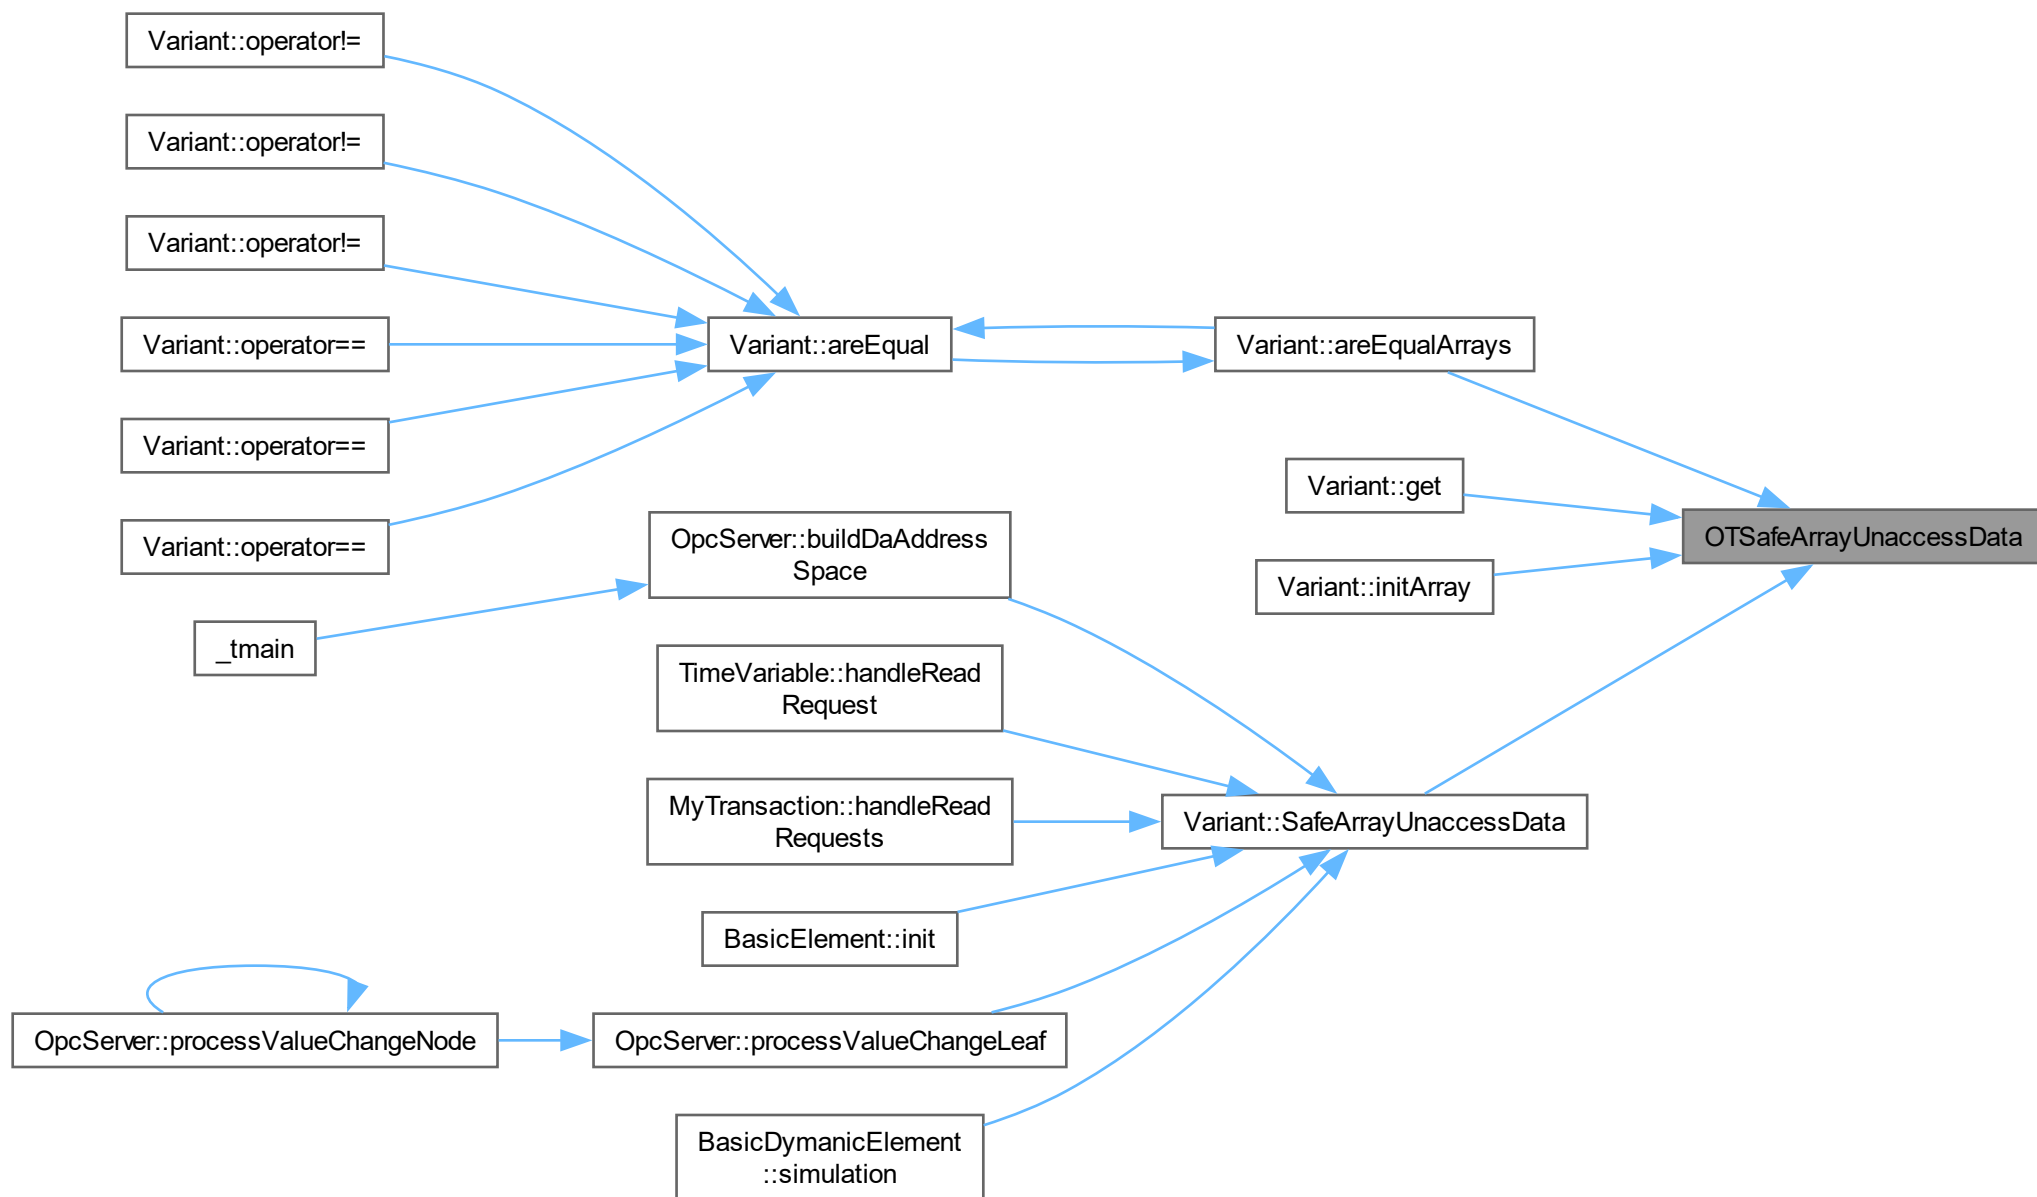 Variant::operator!=
Variant::operator!=
Variant::operator!=
Variant::operator==
Variant::operator==
Variant::operator==
Variant::areEqual
Variant::areEqualArrays
Variant::get
Variant::initArray
OTSafeArrayUnaccessData
OpcServer::buildDaAddress
Space
_tmain
TimeVariable::handleRead
Request
MyTransaction::handleRead
Requests
Variant::SafeArrayUnaccessData
BasicElement::init
OpcServer::processValueChangeNode
OpcServer::processValueChangeLeaf
BasicDymanicElement
::simulation